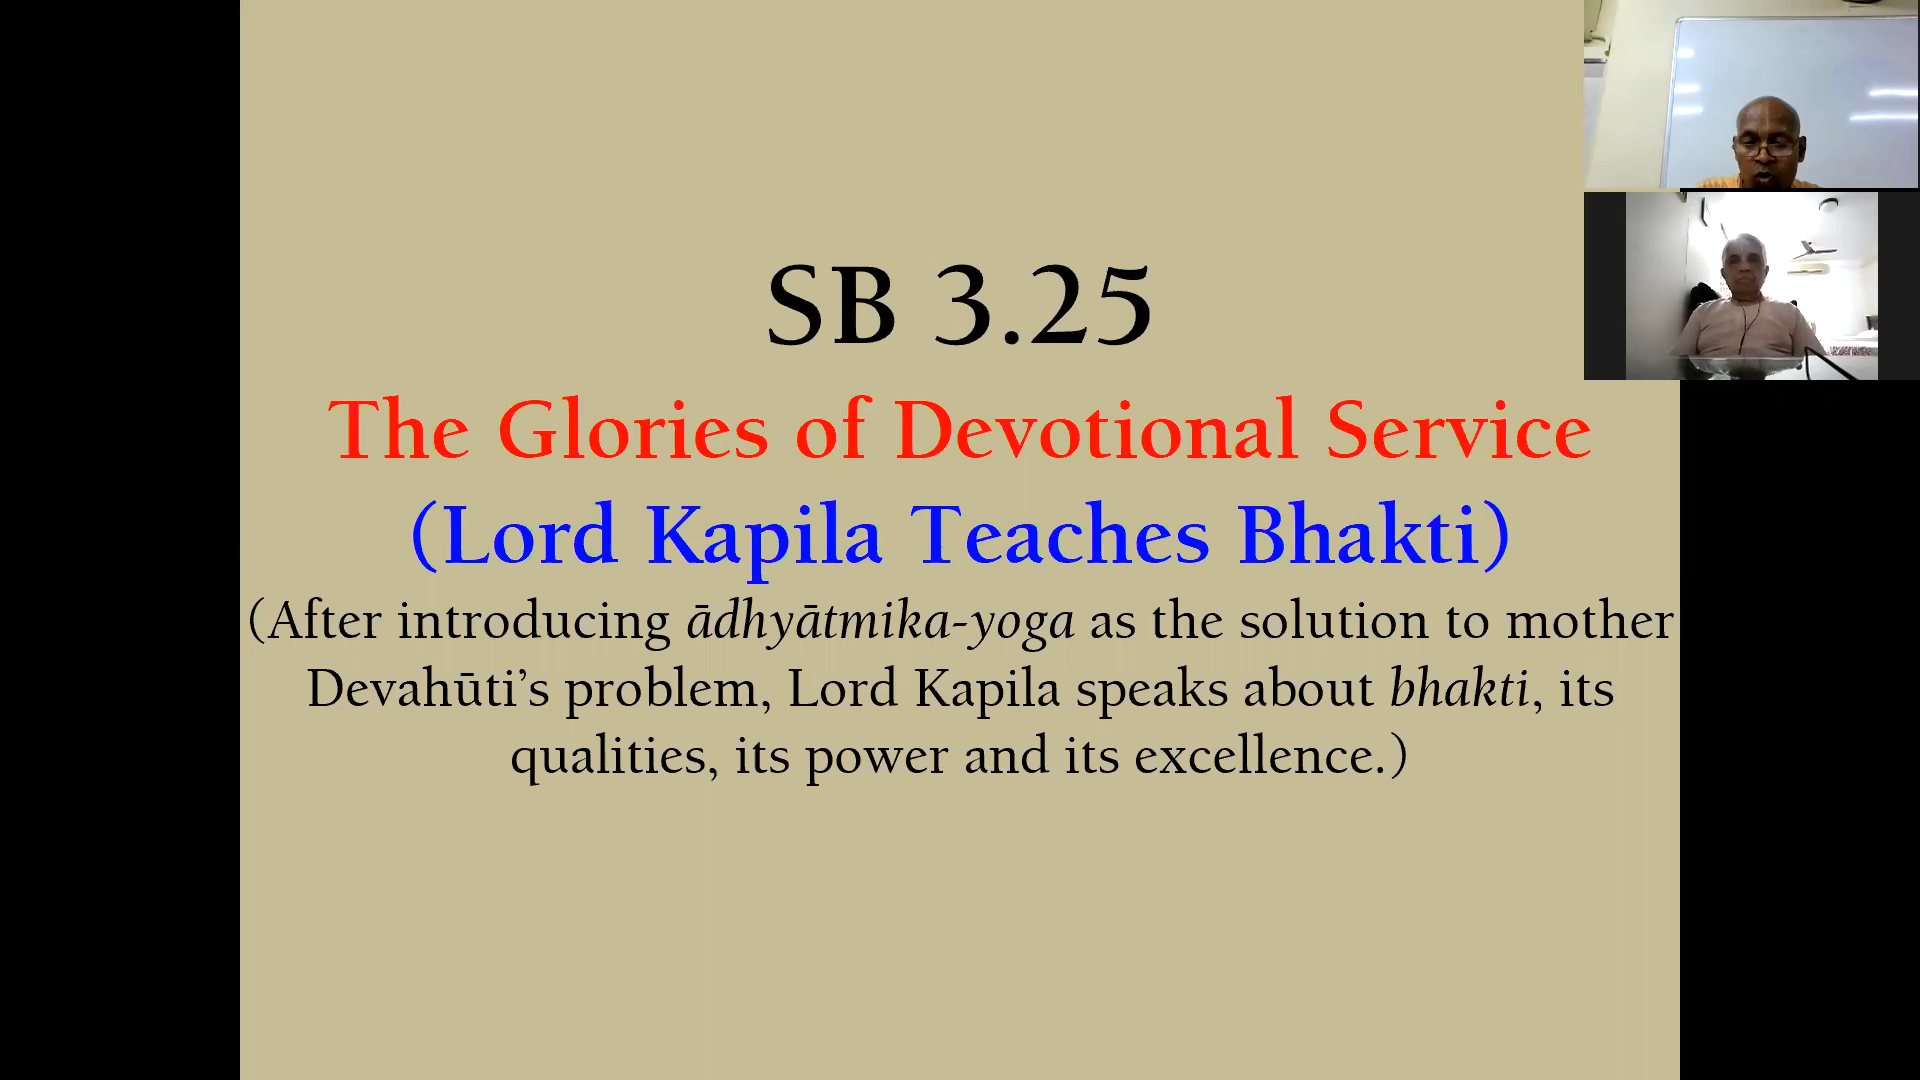 SB 3.25
The Glories of Devotional Service
(Lord Kapila Teaches Bhakti)
(After introducing ādhyātmika-yoga as the solution to mother
Devahūti’s problem, Lord Kapila speaks about bhakti, its
qualities, its power and its excellence.)